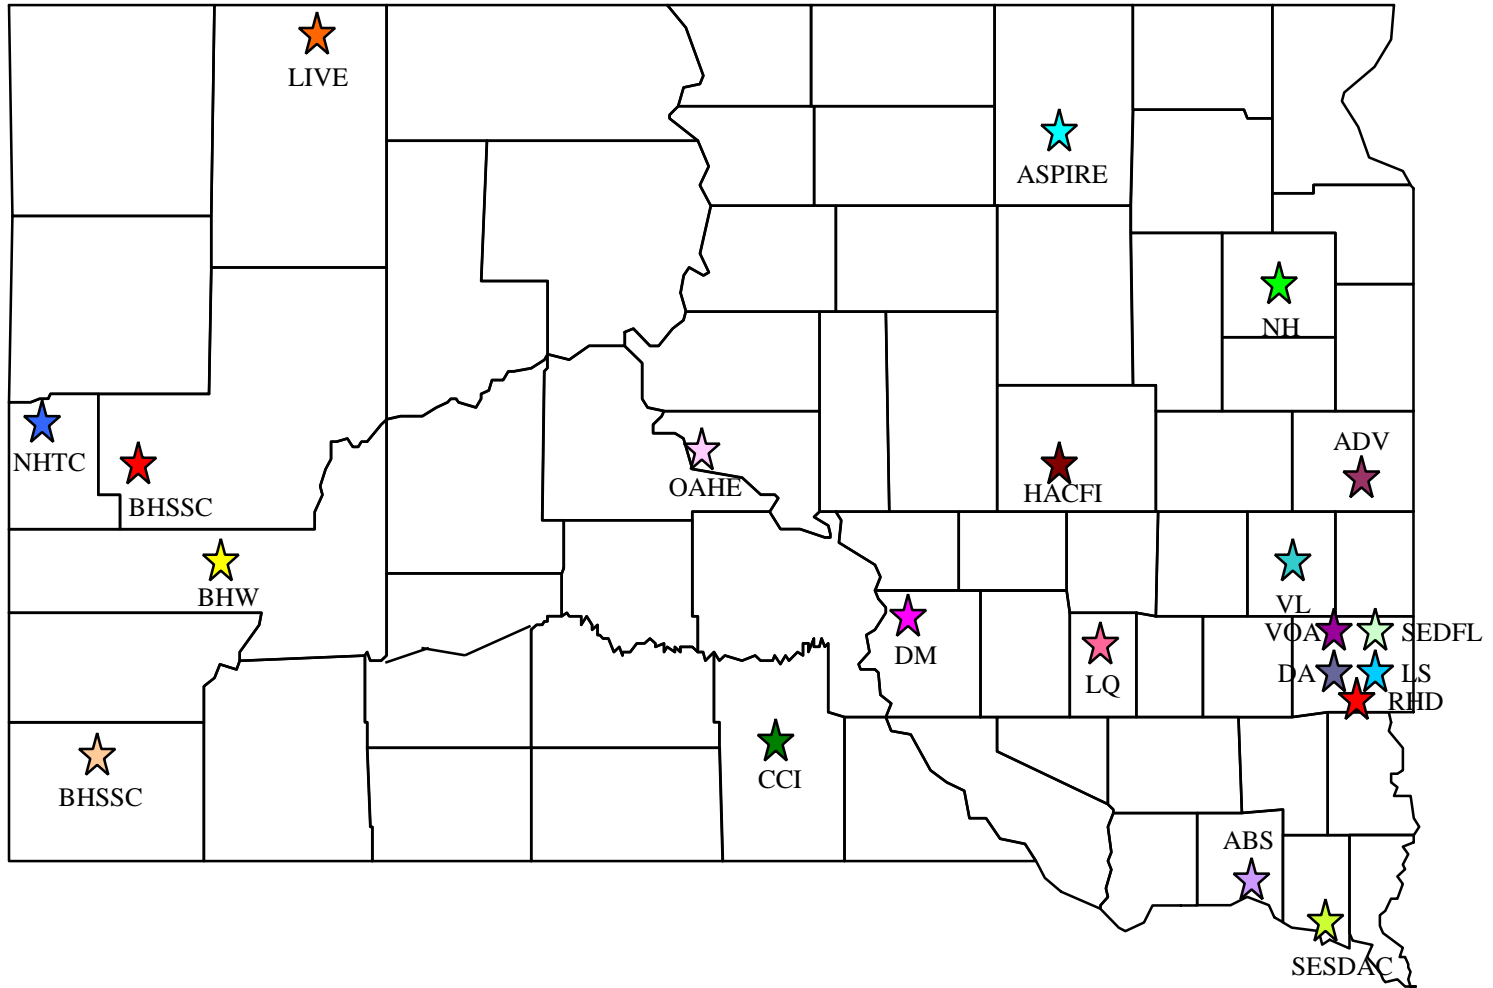 LIVE
ASPIRE
NH
ADV
NHTC
BHSSC
OAHE
HACFI
BHW
VL
VOA
SEDFL
DM
LQ
DA
LS
RHD
CCI
BHSSC
ABS
SESDAC